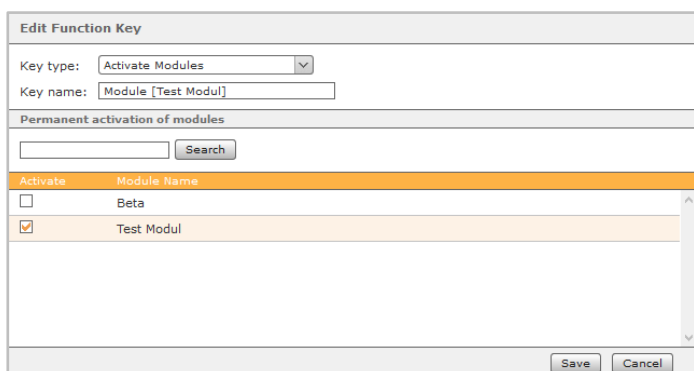 Edit Function Key
Key type: Activate Modules
Key name: Module [Test Modul]
Permanent activation of modules
Search
Activate Module Name
Beta
Test Modul
Save Cancel